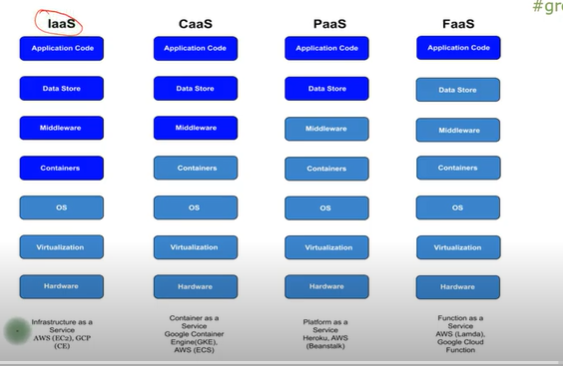 #gr
IaaS CaaS PaaS FaaS
Application Code Application Code Application Code Application Code
Data Store Data Store Data Store Data Store
Middleware Middleware Middleware Middleware
Containers Containers Containers Containers
OS OS OS OS
Virtualization Virtualization Virtualization Virtualization
Hardware Hardware Hardware Hardware
Infrastructure as a
Service
AWS (EC2), GCP
(CE)
Container as a
Service
Google Container
Engine(GKE),
AWS (ECS)
Platform as a
Service
Heroku, AWS
(Beanstalk)
Function as a
Service
AWS (Lamda),
Google Cloud
Function